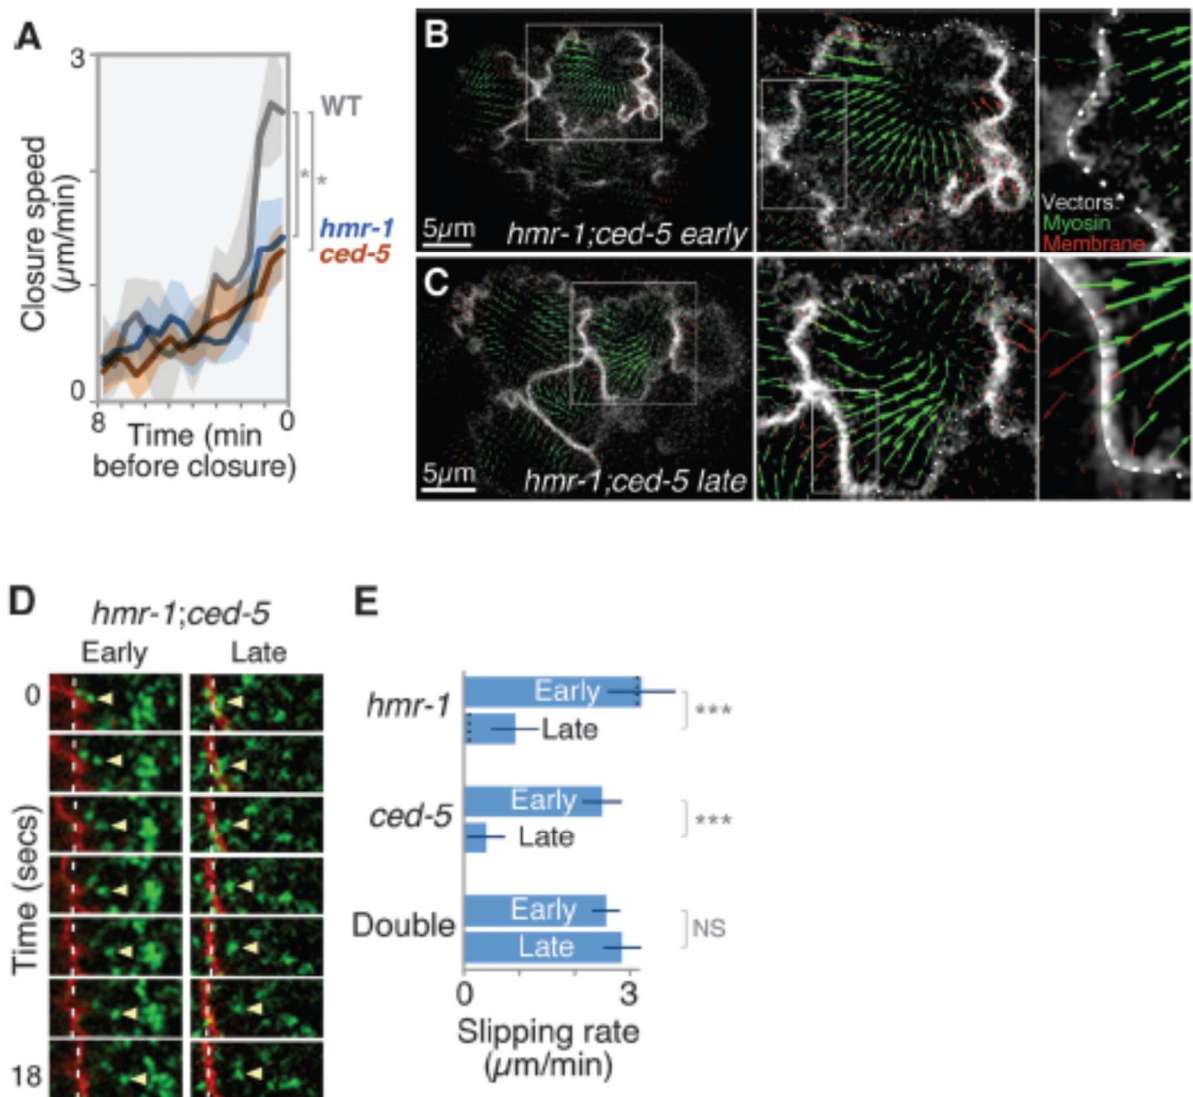 A
3
Closure speed
(µm/min)
0
8
0
Time (min
before closure)
WT
*
*
hmr-1
ced-5
B
5µm
hmr-1;ced-5 early
Vectors:
Myosin
Membrane
C
5µm
hmr-1;ced-5 late
D
hmr-1;ced-5
Early
Late
0
Time (secs)
18
E
hmr-1
Early
Late
***
ced-5
Early
Late
***
Double
Early
Late
NS
0
3
Slipping rate
(µm/min)